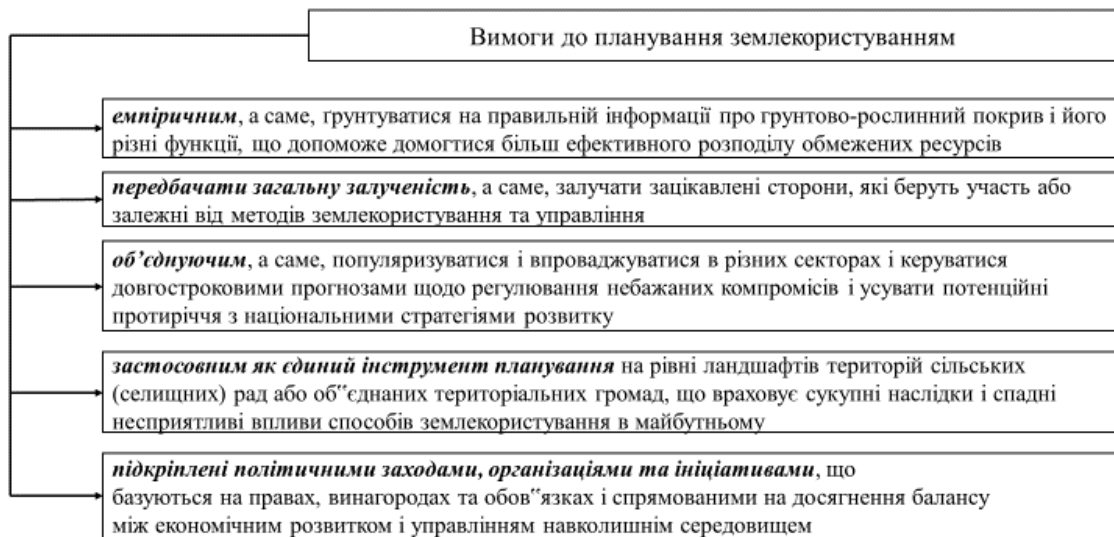 Вимоги до планування землекористуванням
емпіричним, а саме, ґрунтуватися на правильній інформації про грунтово-рослинний покрив і його
різні функції, що допоможе домогтися більш ефективного розподілу обмежених ресурсів
передбачати загальну залученість, а саме, залучати зацікавлені сторони, які беруть участь або
залежні від методів землекористування та управління
об’єднуючим, а саме, популяризуватися і впроваджуватися в різних секторах і керуватися
довгостроковими прогнозами щодо регулювання небажаних компромісів і усувати потенційні
протиріччя з національними стратегіями розвитку
застосовним як єдиний інструмент планування на рівні ландшафтів територій сільських
(селищних) рад або об‟єднаних територіальних громад, що враховує сукупні наслідки і спадні
несприятливі впливи способів землекористування в майбутньому
підкріплені політичними заходами, організаціями та ініціативами, що
базуються на правах, винагородах та обов‟язках і спрямованими на досягнення балансу
між економічним розвитком і управлінням навколишнім середовищем